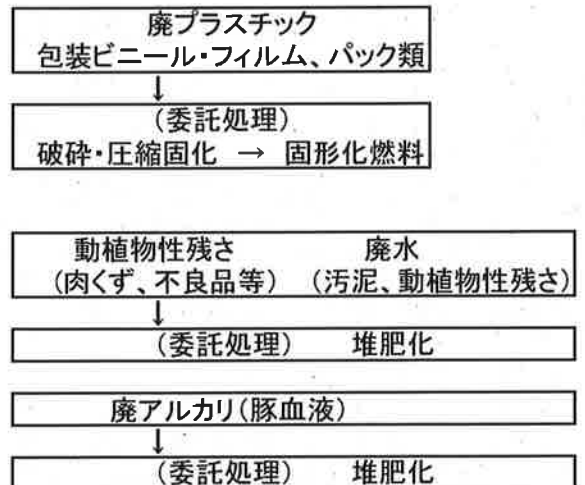 廃プラスチック
包装ビニール・フィルム、パック類
↓
(委託処理)
破砕・圧縮固化 → 固形化燃料
動植物性残さ 廃水
(肉くず、不良品等) (汚泥、動植物性残さ)
↓
(委託処理) 堆肥化
廃アルカリ(豚血液)
↓
(委託処理) 堆肥化